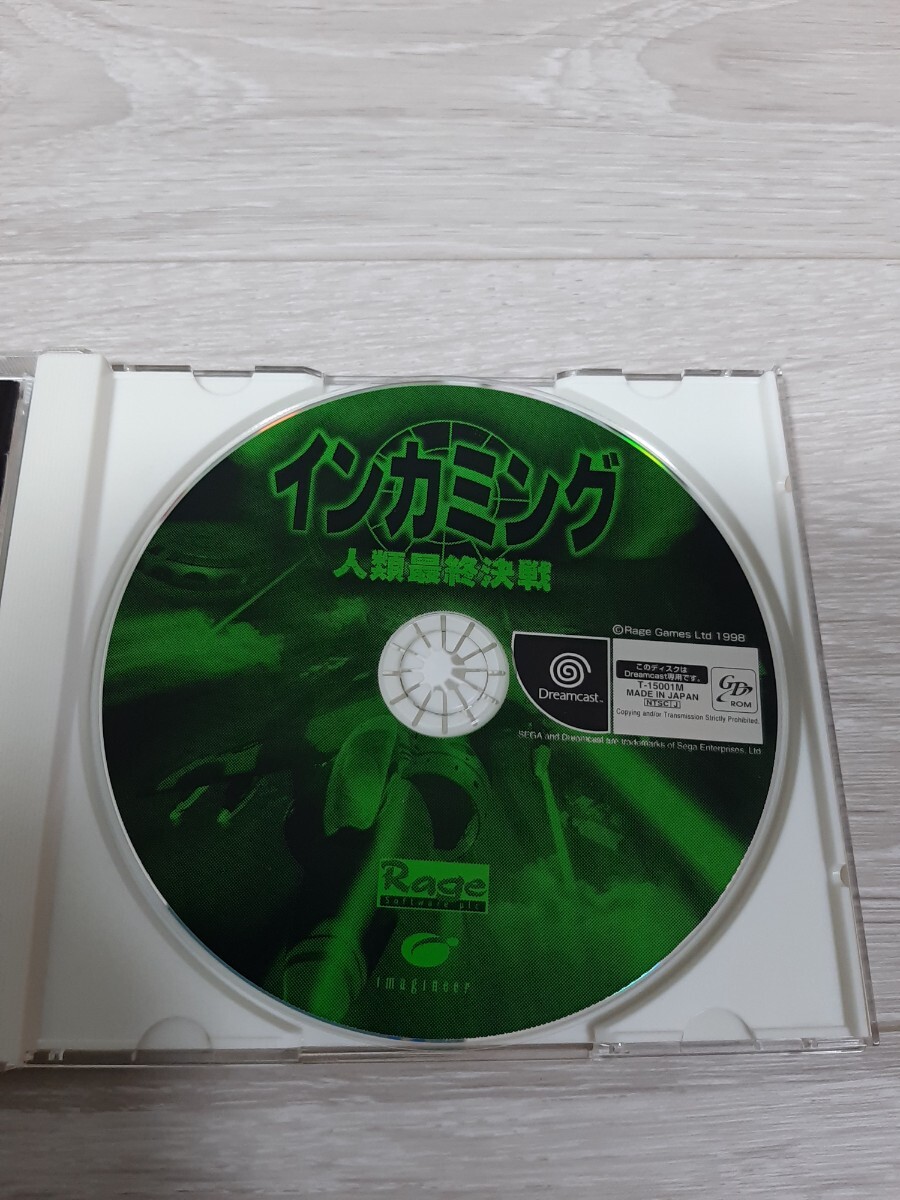 インカミング
人類最終決戦
©Rage Games Ltd 1998
Dreamcast™
このディスクは
Dreamcast専用です。
T-15001M
MADE IN JAPAN
NTSC J
GD
ROM
Copying and/or Transmission Strictly Prohibited.
SEGA and Dreamcast are trademarks of Sega Enterprises, Ltd
Rage
Software plc
imagineer